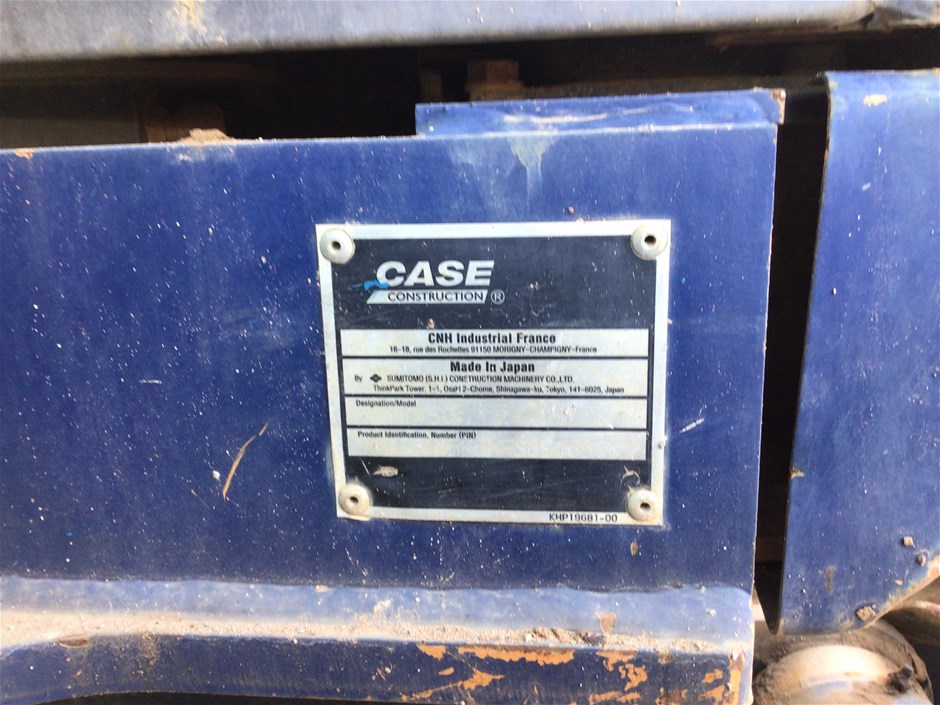 CASE
CONSTRUCTION ®
CNH Industrial France
16-18, rue des Rochettes 91150 MORIGNY-CHAMPIGNY-France
Made In Japan
By SUMITOMO (S.H.I.) CONSTRUCTION MACHINERY CO.,LTD.
ThinkPark Tower, 1-1, Osaki 2-Chome, Shinagawa-ku, Tokyo, 141-6025, Japan
Designation/Model
Product Identification, Number (PIN)
KHP19681-00